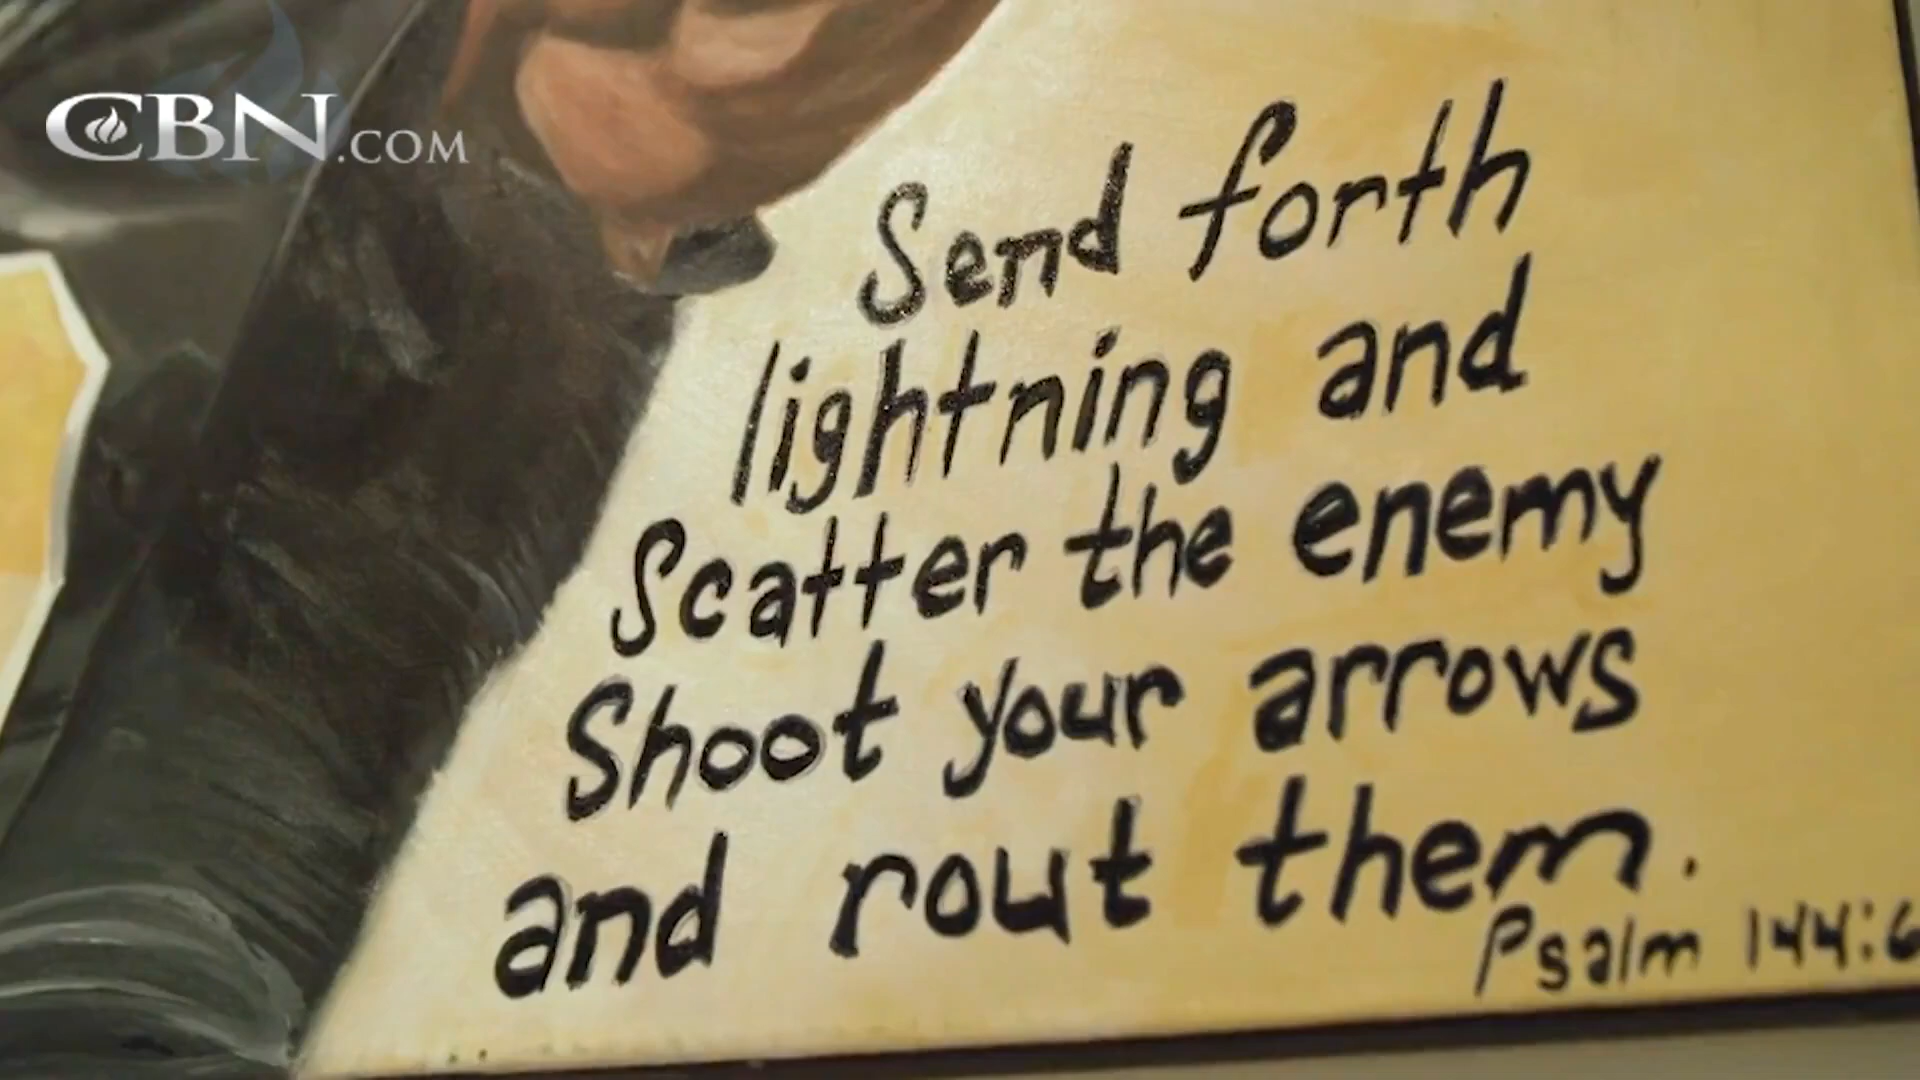 CBN.COM
Send forth
lightning and
Scatter the enemy
Shoot your arrows
and rout them.
Psalm 144:6